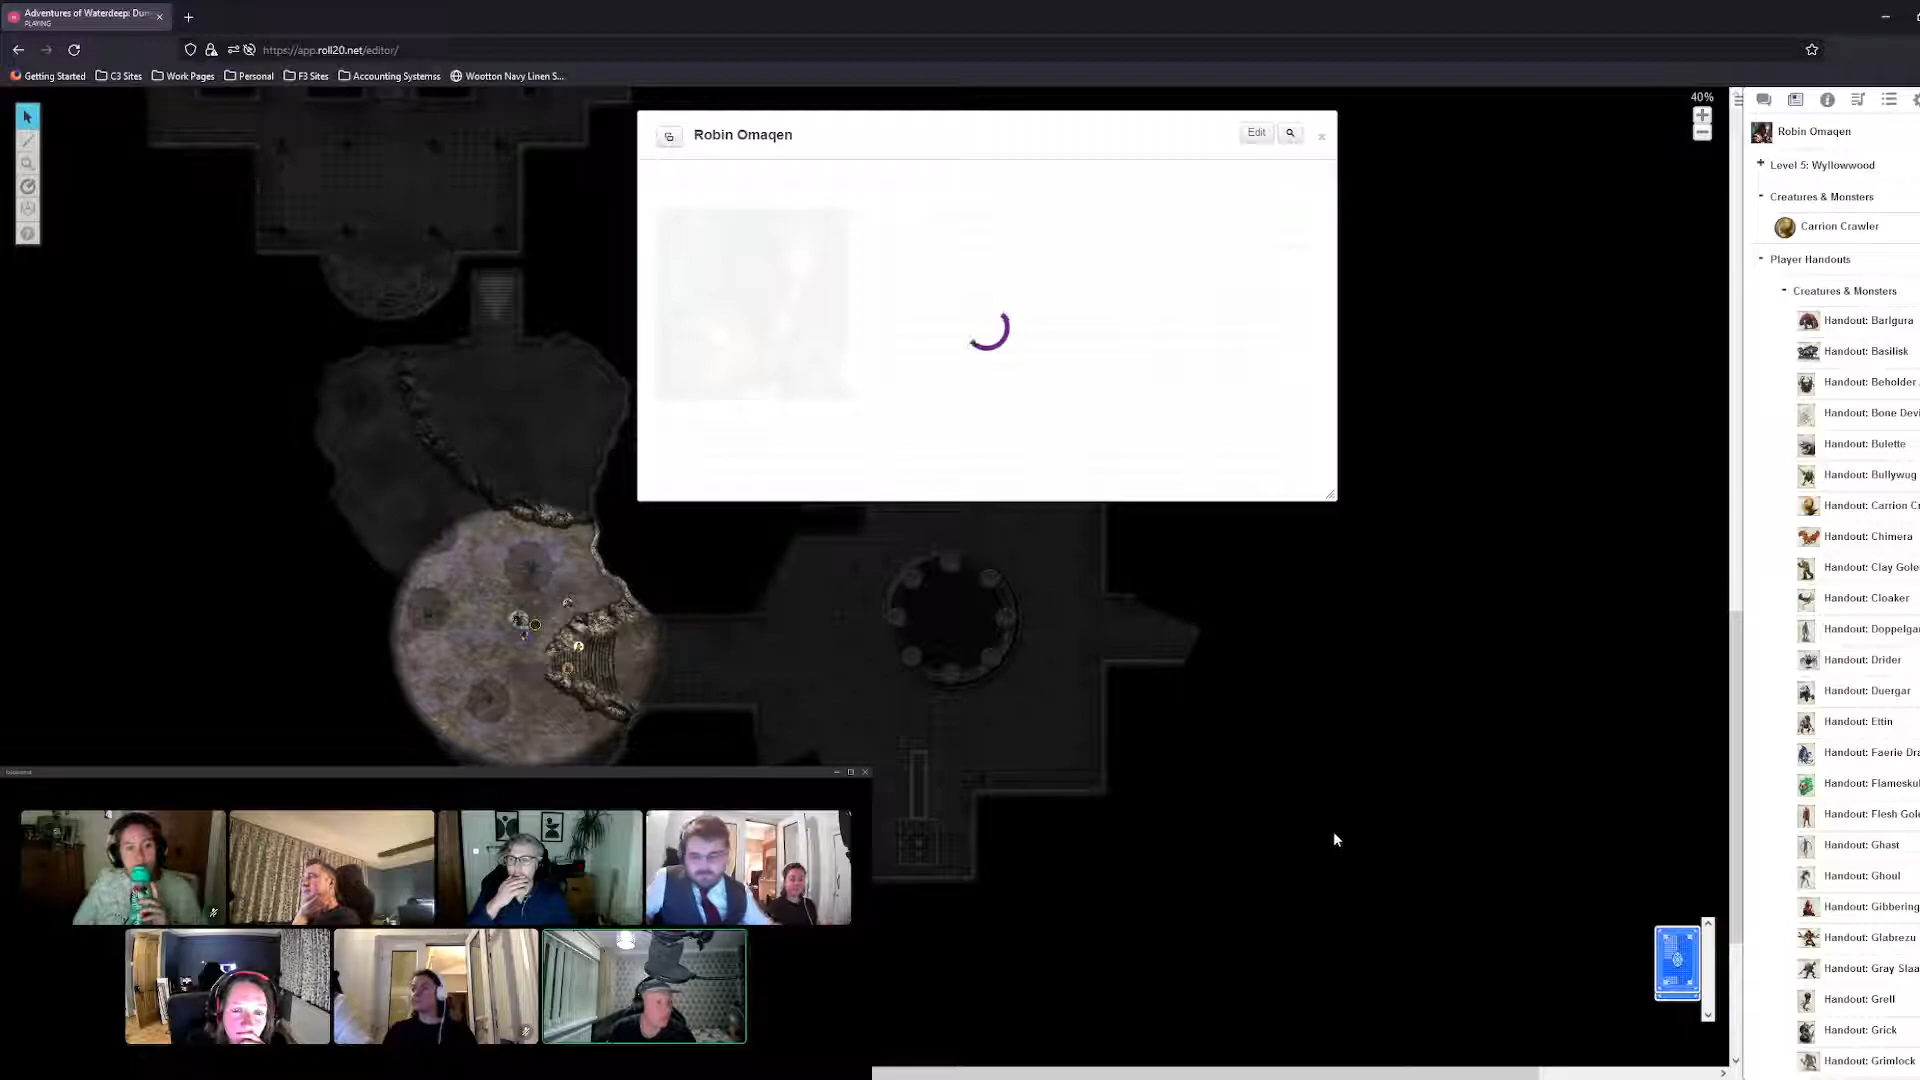 Adventures of Waterdeep: Dun
PLAYING
https://app.roll20.net/editor/
Getting Started
C3 Sites
Work Pages
Personal
F3 Sites
Accounting Systemss
Wootton Navy Linen S...
40%
Robin Omaqen
Edit
Robin Omaqen
Level 5: Wyllowwood
Creatures & Monsters
Carrion Crawler
Player Handouts
Creatures & Monsters
Handout: Barlgura
Handout: Basilisk
Handout: Beholder
Handout: Bone Devi
Handout: Bulette
Handout: Bullywug
Handout: Carrion Cr
Handout: Chimera
Handout: Clay Gole
Handout: Cloaker
Handout: Doppelga
Handout: Drider
Handout: Duergar
Handout: Ettin
Handout: Faerie Dra
Handout: Flamesku
Handout: Flesh Gol
Handout: Ghast
Handout: Ghoul
Handout: Gibbering
Handout: Glabrezu
Handout: Gray Slaa
Handout: Grell
Handout: Grick
Handout: Grimlock